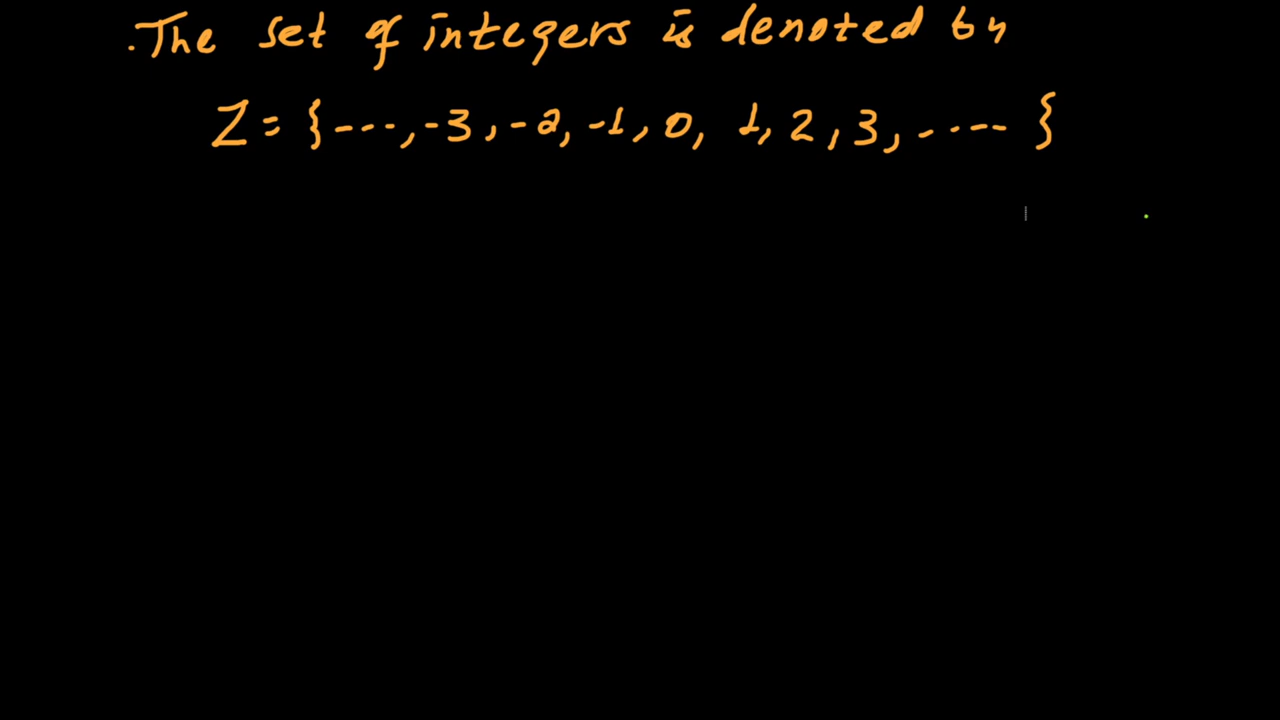 .The set of integers is denoted by
Z = { ---, -3, -2, -1, 0, 1, 2, 3, ---- }